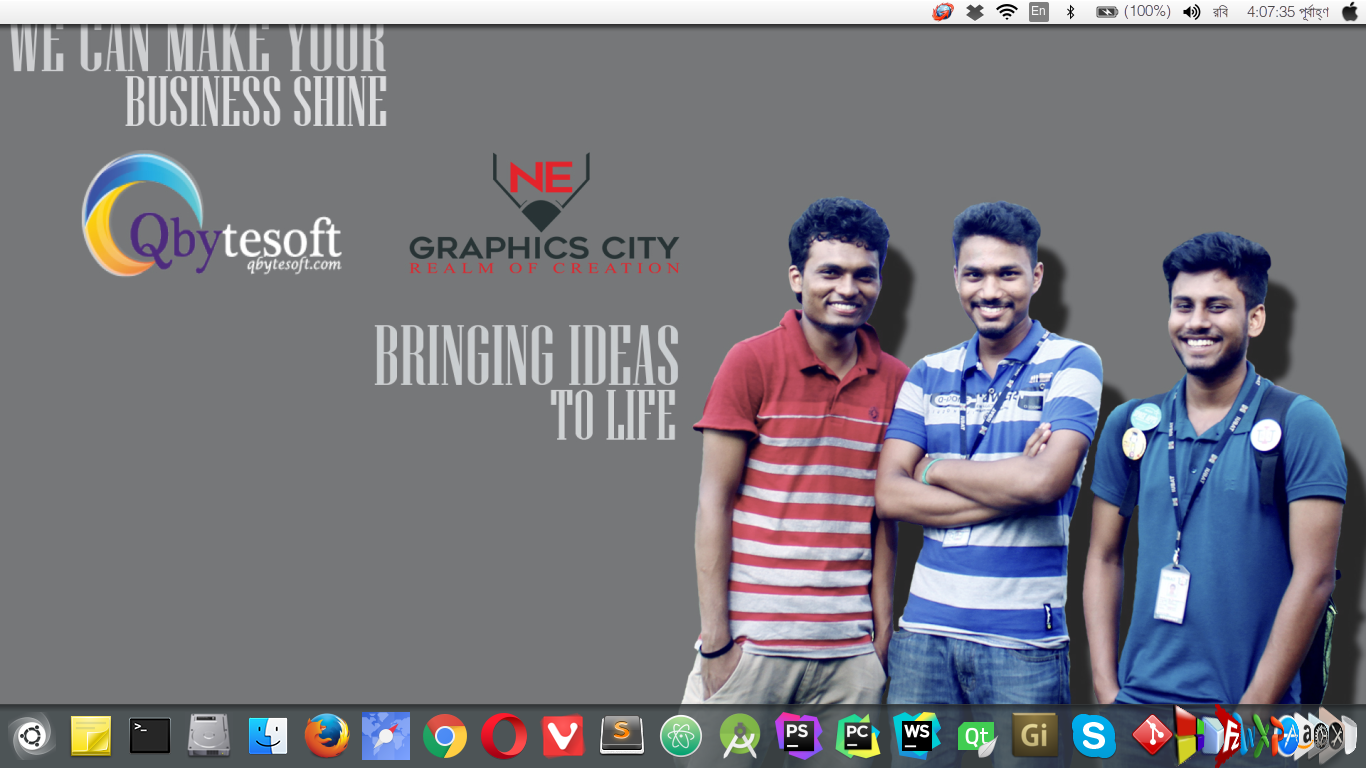 En
(100%)
রবি
4:07:35 পূর্বাহ্ণ
WE CAN MAKE YOUR
BUSINESS SHINE
Qbytesoft
qbytesoft.com
NE
GRAPHICS CITY
REALM OF CREATION
BRINGING IDEAS
TO LIFE
>_
S
PS
PC
WS
Qt
Gi
S
Fz